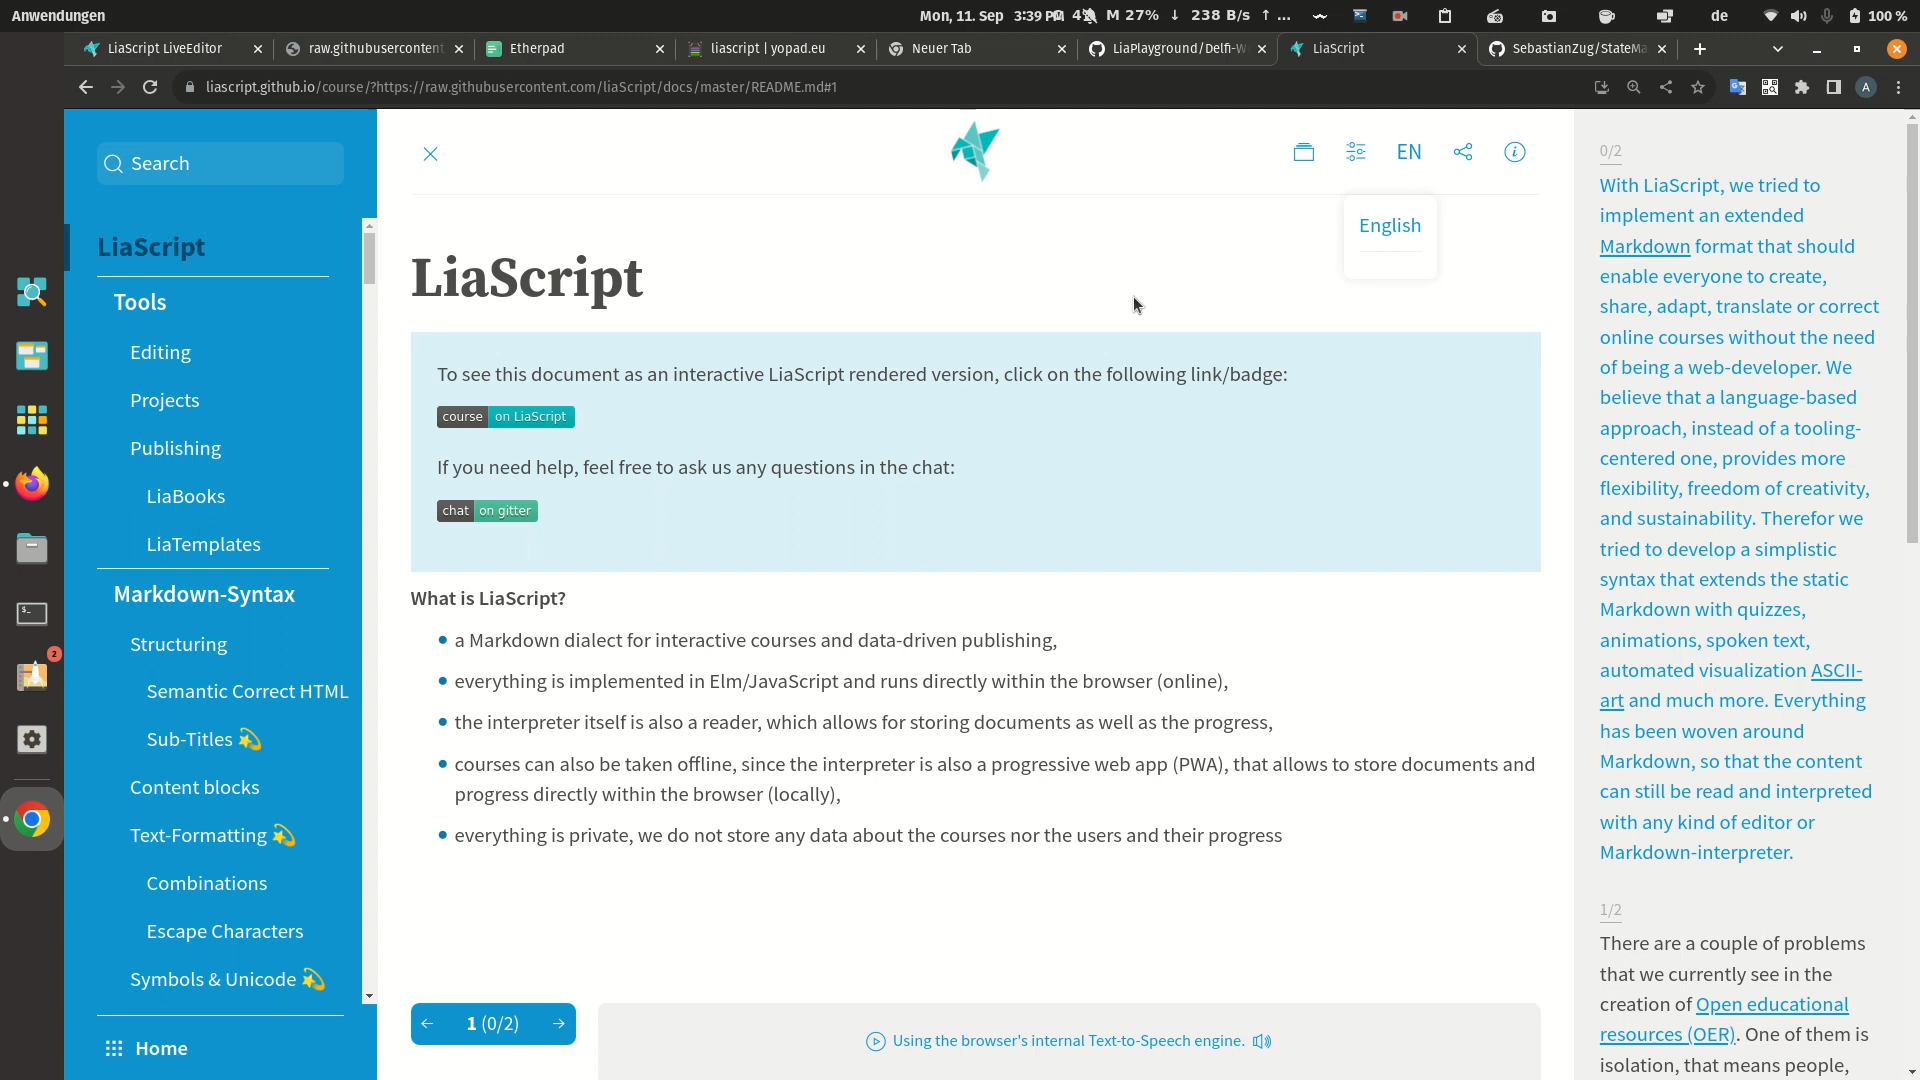 Anwendungen
Mon, 11. Sep 3:39 PM
M 27% ↓ 238 B/s ↑ ...
de
100 %
LiaScript LiveEditor
raw.githubusercontent
Etherpad
liascript | yopad.eu
Neuer Tab
LiaPlayground/Delfi-W
LiaScript
SebastianZug/StateMa
liascript.github.io/course/?https://raw.githubusercontent.com/liaScript/docs/master/README.md#1
A
Search
LiaScript
Tools
Editing
Projects
Publishing
LiaBooks
LiaTemplates
Markdown-Syntax
Structuring
Semantic Correct HTML
Sub-Titles 💫
Content blocks
Text-Formatting 💫
Combinations
Escape Characters
Symbols & Unicode 💫
Home
2
EN
English
LiaScript
To see this document as an interactive LiaScript rendered version, click on the following link/badge:
course on LiaScript
If you need help, feel free to ask us any questions in the chat:
chat on gitter
What is LiaScript?
• a Markdown dialect for interactive courses and data-driven publishing,
• everything is implemented in Elm/JavaScript and runs directly within the browser (online),
• the interpreter itself is also a reader, which allows for storing documents as well as the progress,
• courses can also be taken offline, since the interpreter is also a progressive web app (PWA), that allows to store documents and
progress directly within the browser (locally),
• everything is private, we do not store any data about the courses nor the users and their progress
← 1 (0/2) →
Using the browser's internal Text-to-Speech engine.
0/2
With LiaScript, we tried to
implement an extended
Markdown format that should
enable everyone to create,
share, adapt, translate or correct
online courses without the need
of being a web-developer. We
believe that a language-based
approach, instead of a tooling-
centered one, provides more
flexibility, freedom of creativity,
and sustainability. Therefor we
tried to develop a simplistic
syntax that extends the static
Markdown with quizzes,
animations, spoken text,
automated visualization ASCII-
art and much more. Everything
has been woven around
Markdown, so that the content
can still be read and interpreted
with any kind of editor or
Markdown-interpreter.
1/2
There are a couple of problems
that we currently see in the
creation of Open educational
resources (OER). One of them is
isolation, that means people,